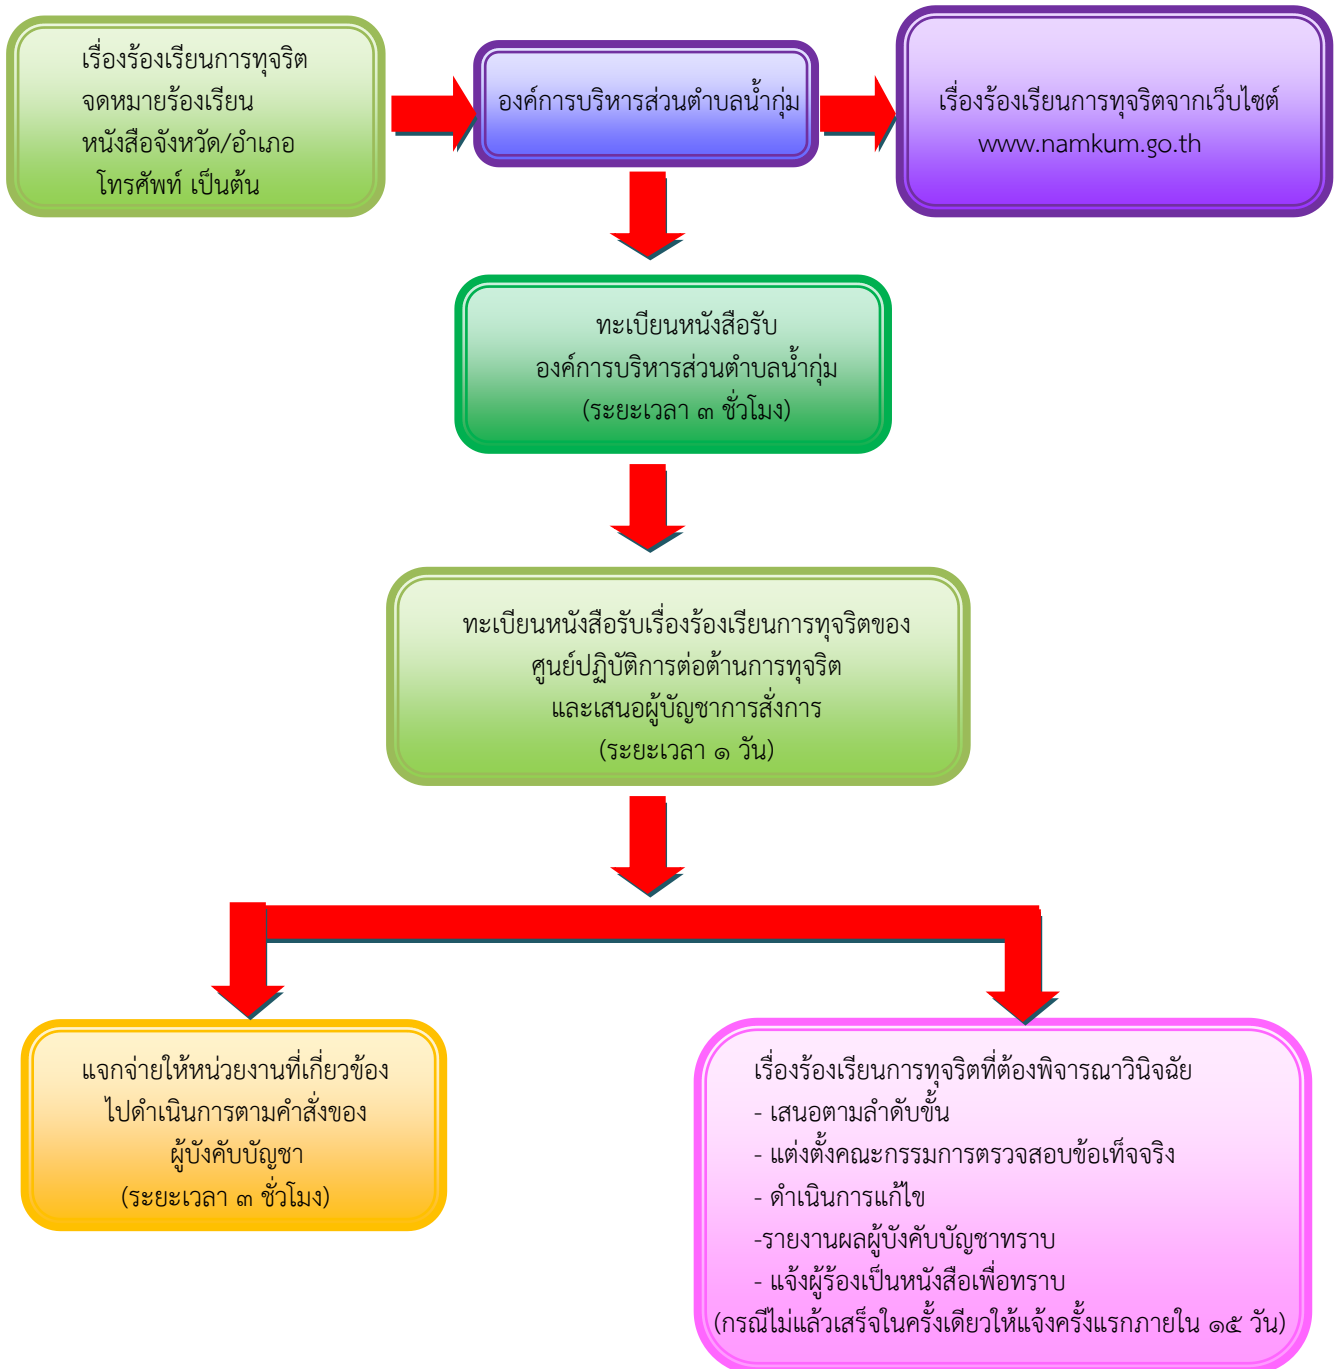 เรื่องร้องเรียนการทุจริต
จดหมายร้องเรียน
หนังสือจังหวัด/อำเภอ
โทรศัพท์ เป็นต้น
องค์การบริหารส่วนตำบลน้ำกุ่ม
เรื่องร้องเรียนการทุจริตจากเว็บไซต์
www.namkum.go.th
ทะเบียนหนังสือรับ
องค์การบริหารส่วนตำบลน้ำกุ่ม
(ระยะเวลา ๓ ชั่วโมง)
ทะเบียนหนังสือรับเรื่องร้องเรียนการทุจริตของ
ศูนย์ปฏิบัติการต่อต้านการทุจริต
และเสนอผู้บัญชาการสั่งการ
(ระยะเวลา ๑ วัน)
แจกจ่ายให้หน่วยงานที่เกี่ยวข้อง
ไปดำเนินการตามคำสั่งของ
ผู้บังคับบัญชา
(ระยะเวลา ๓ ชั่วโมง)
เรื่องร้องเรียนการทุจริตที่ต้องพิจารณาวินิจฉัย
- เสนอตามลำดับขั้น
- แต่งตั้งคณะกรรมการตรวจสอบข้อเท็จจริง
- ดำเนินการแก้ไข
-รายงานผลผู้บังคับบัญชาทราบ
- แจ้งผู้ร้องเป็นหนังสือเพื่อทราบ
(กรณีไม่แล้วเสร็จในครั้งเดียวให้แจ้งครั้งแรกภายใน ๑๕ วัน)